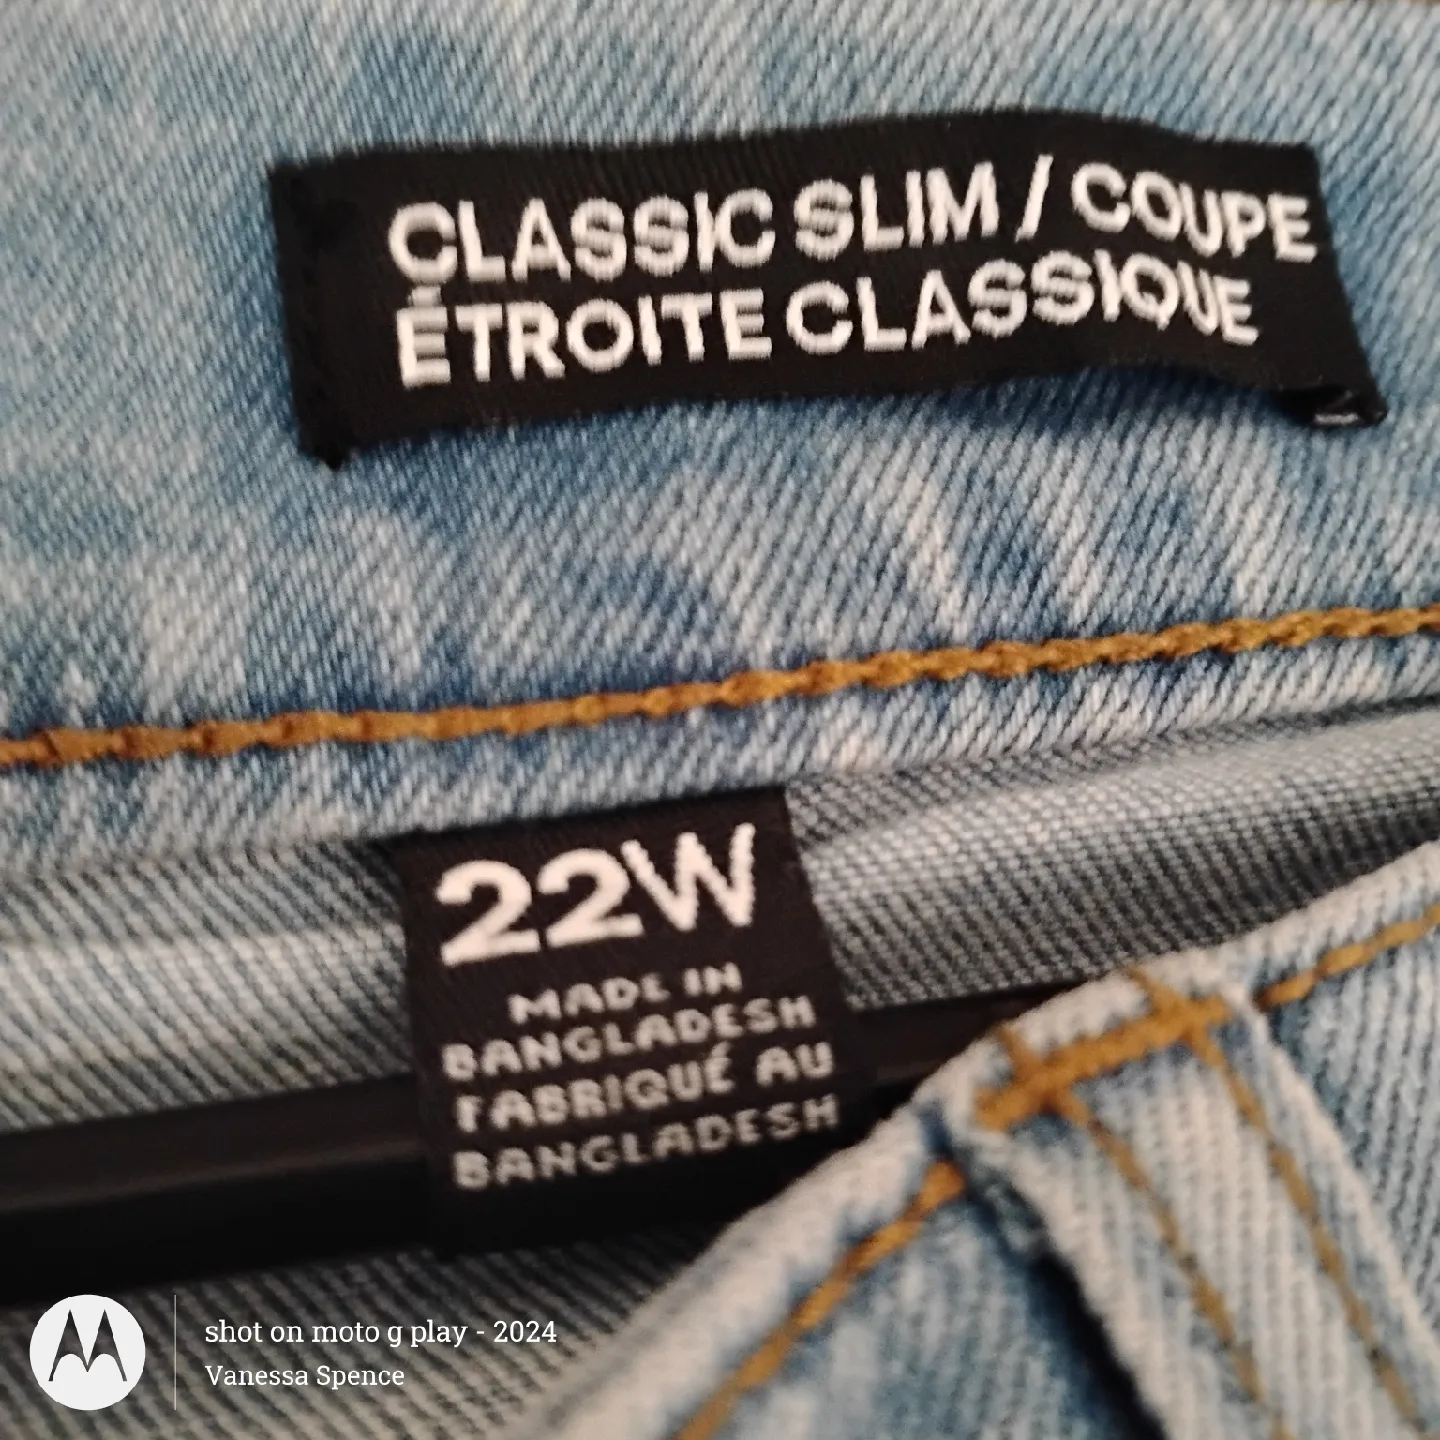 CLASSIC SLIM / COUPE
ÉTROITE CLASSIQUE
22W
MADE IN
BANGLADESH
FABRIQUÉ AU
BANGLADESH
shot on moto g play - 2024
Vanessa Spence